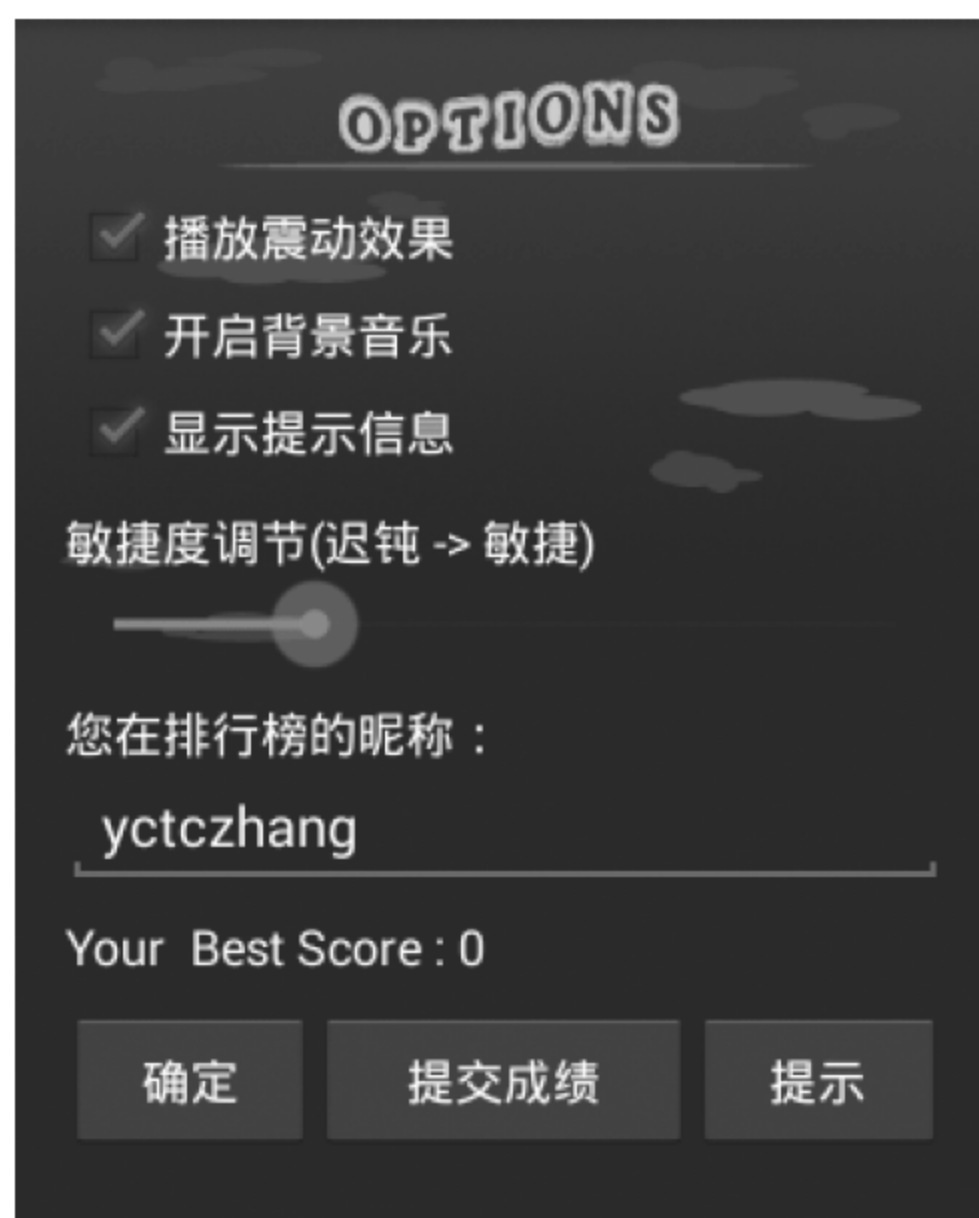 OPTIONS
播放震动效果
开启背景音乐
显示提示信息
敏捷度调节(迟钝 -> 敏捷)
您在排行榜的昵称：
yctczhang
Your Best Score : 0
确定 提交成绩 提示